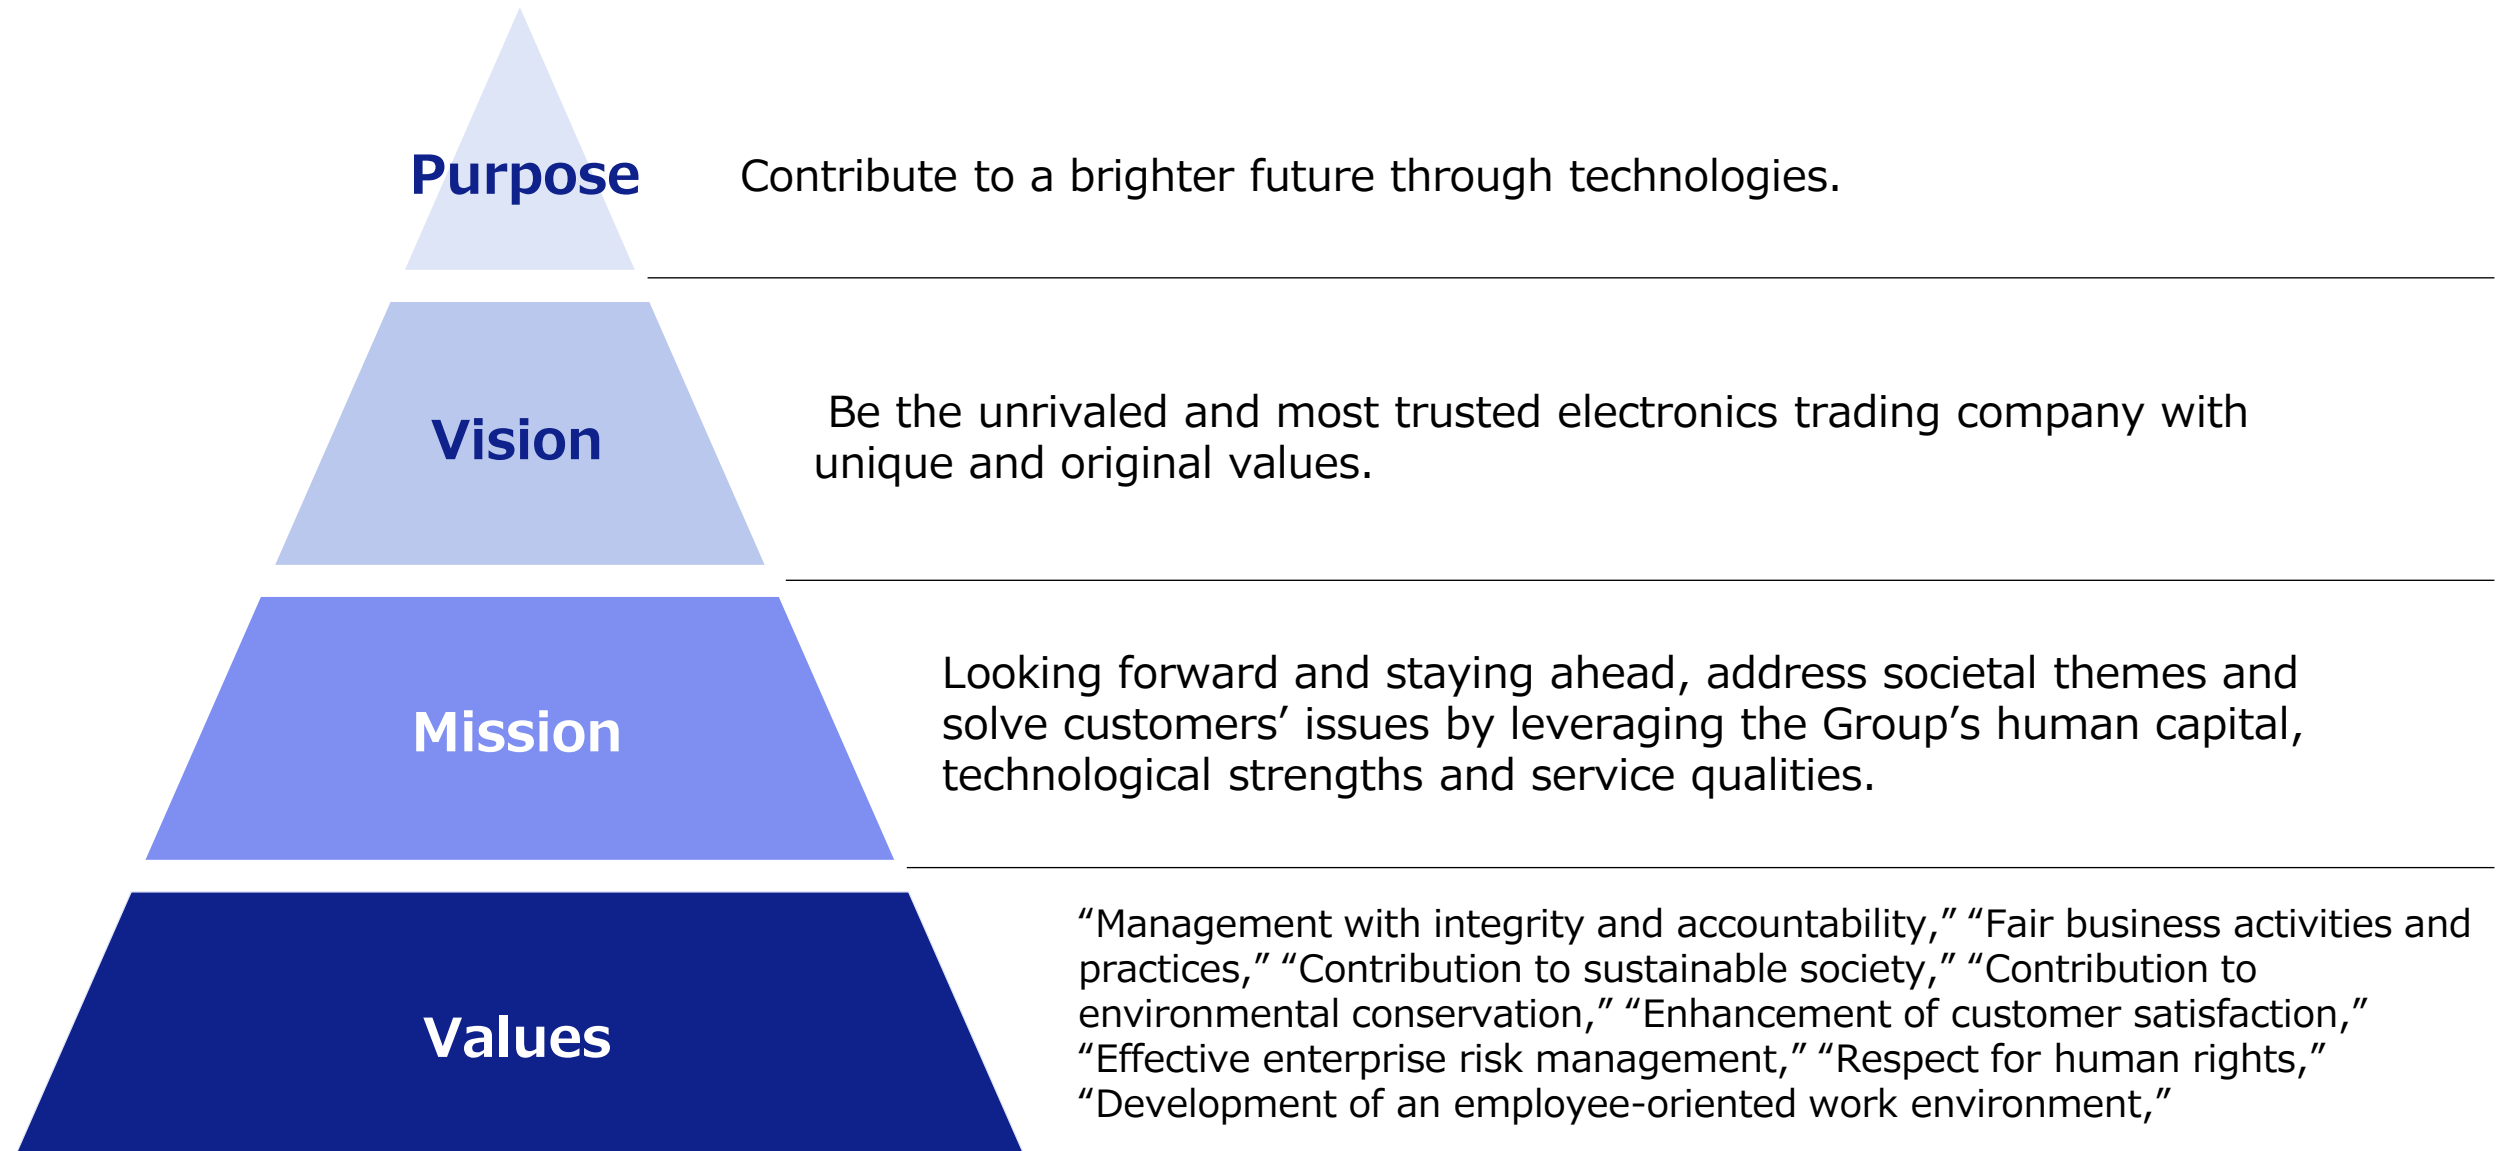 Purpose
Contribute to a brighter future through technologies.
Vision
Be the unrivaled and most trusted electronics trading company with
unique and original values.
Mission
Looking forward and staying ahead, address societal themes and
solve customers’ issues by leveraging the Group’s human capital,
technological strengths and service qualities.
Values
“Management with integrity and accountability,” “Fair business activities and
practices,” “Contribution to sustainable society,” “Contribution to
environmental conservation,” “Enhancement of customer satisfaction,”
“Effective enterprise risk management,” “Respect for human rights,”
“Development of an employee-oriented work environment,”